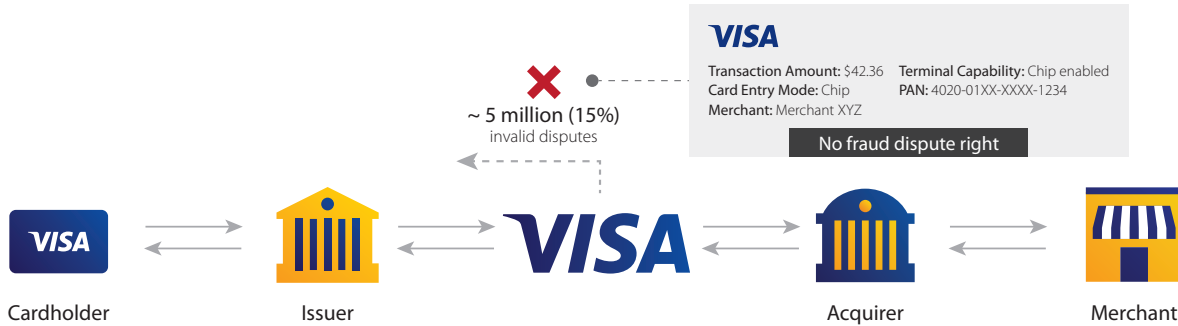 VISA
Transaction Amount: $42.36 Terminal Capability: Chip enabled
Card Entry Mode: Chip PAN: 4020-01XX-XXXX-1234
Merchant: Merchant XYZ
No fraud dispute right
~ 5 million (15%)
invalid disputes
VISA
VISA
Cardholder
Issuer
Acquirer
Merchant